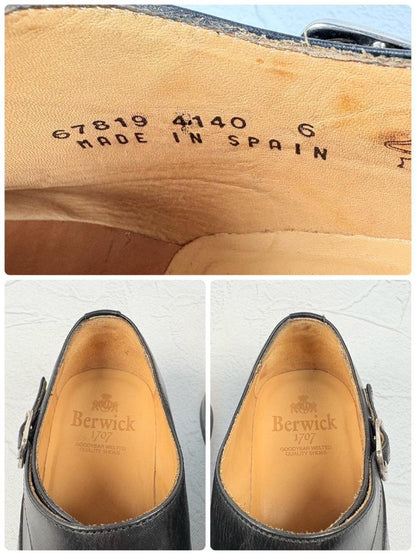 67819 4140 6
MADE IN SPAIN
Berwick
1707
GOODYEAR WELTED
QUALITY SHOES
Berwick
1707
GOODYEAR WELTED
QUALITY SHOES